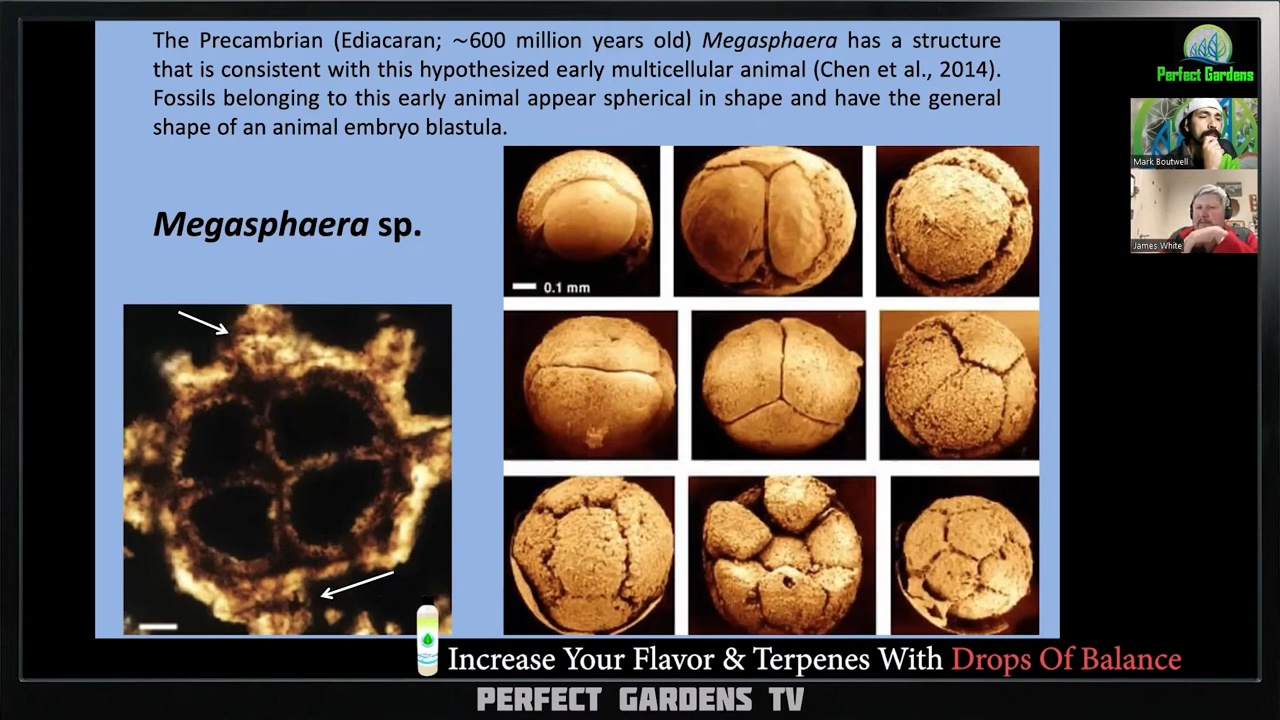 The Precambrian (Ediacaran; ~600 million years old) Megasphaera has a structure
that is consistent with this hypothesized early multicellular animal (Chen et al., 2014).
Fossils belonging to this early animal appear spherical in shape and have the general
shape of an animal embryo blastula.
Megasphaera sp.
0.1 mm
Perfect Gardens
Mark Boutwell
James White
Increase Your Flavor & Terpenes With Drops Of Balance
PERFECT GARDENS TV